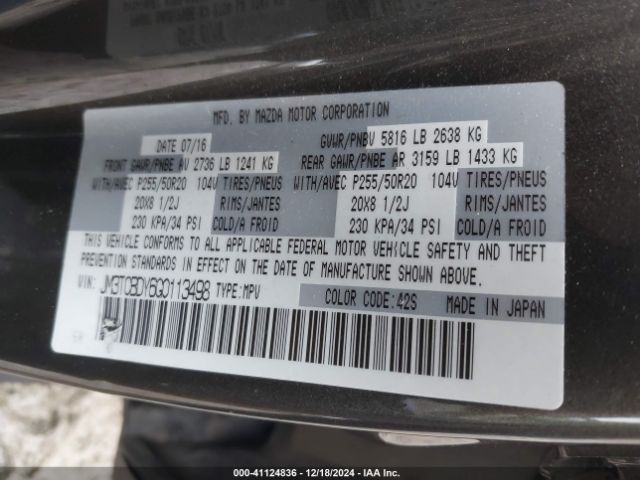 MFD. BY MAZDA MOTOR CORPORATION
DATE 07/16 GVWR/PNBV 5816 LB 2638 KG
FRONT GAWR/PNBE AV 2736 LB 1241 KG REAR GAWR/PNBE AR 3159 LB 1433 KG
WITH/AVEC P255/50R20 104V TIRES/PNEUS WITH/AVEC P255/50R20 104V TIRES/PNEUS
20X8 1/2J RIMS/JANTES 20X8 1/2J RIMS/JANTES
230 KPA/34 PSI COLD/A FROID 230 KPA/34 PSI COLD/A FROID
THIS VEHICLE CONFORMS TO ALL APPLICABLE FEDERAL MOTOR VEHICLE SAFETY AND THEFT
PREVENTION STANDARDS IN EFFECT ON THE DATE OF MANUFACTURE SHOWN ABOVE.
VIN: JM3TCBDY6G0113498 TYPE: MPV COLOR CODE: 42S MADE IN JAPAN
000-41124836 - 12/18/2024 - IAA Inc.